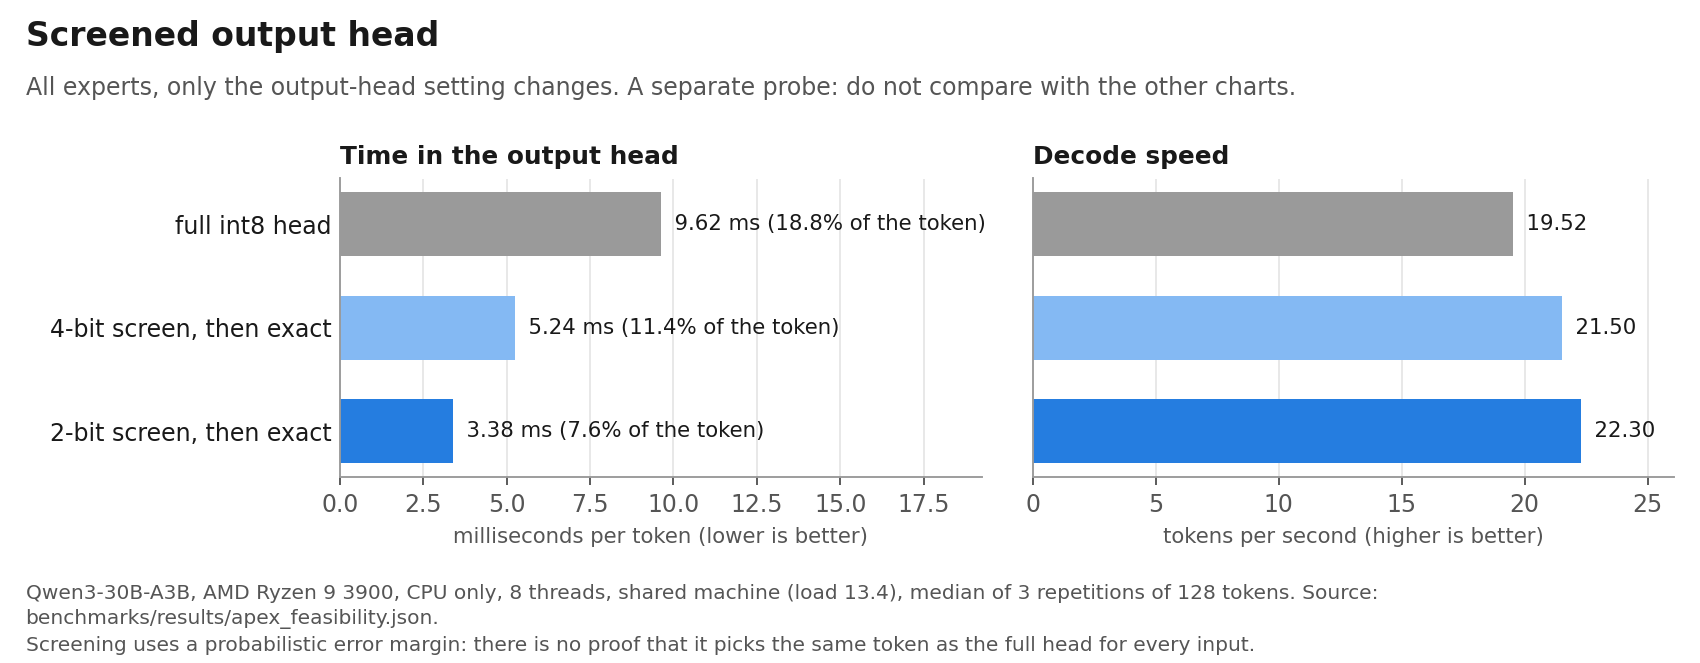 Screened output head
All experts, only the output-head setting changes. A separate probe: do not compare with the other charts.
Time in the output head
full int8 head
9.62 ms (18.8% of the token)
4-bit screen, then exact
5.24 ms (11.4% of the token)
2-bit screen, then exact
3.38 ms (7.6% of the token)
0.0 2.5 5.0 7.5 10.0 12.5 15.0 17.5
milliseconds per token (lower is better)
Decode speed
19.52
21.50
22.30
0 5 10 15 20 25
tokens per second (higher is better)
Qwen3-30B-A3B, AMD Ryzen 9 3900, CPU only, 8 threads, shared machine (load 13.4), median of 3 repetitions of 128 tokens. Source:
benchmarks/results/apex_feasibility.json.
Screening uses a probabilistic error margin: there is no proof that it picks the same token as the full head for every input.